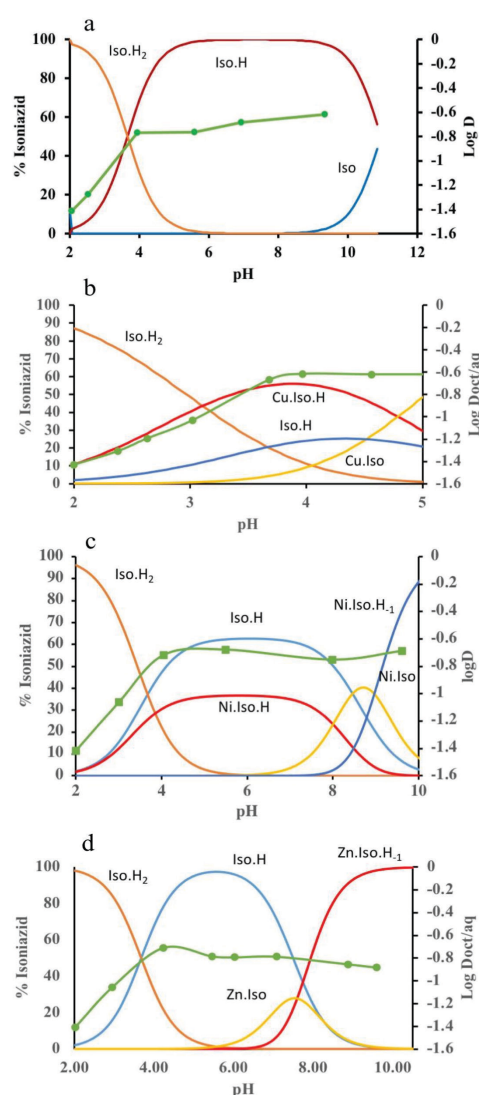 a
100
80
60
40
20
0
% Isoniazid
Iso.H2
Iso.H
Iso
0
-0.2
-0.4
-0.6
-0.8
-1
-1.2
-1.4
-1.6
Log D
2 4 6 8 10 12
pH
b
100
90
80
70
60
50
40
30
20
10
0
% Isoniazid
Iso.H2
Cu.Iso.H
Iso.H
Cu.Iso
0
-0.2
-0.4
-0.6
-0.8
-1
-1.2
-1.4
-1.6
Log Doct/aq
2 3 4 5
pH
c
100
90
80
70
60
50
40
30
20
10
0
% Isoniazid
Iso.H2
Iso.H
Ni.Iso.H-1
Ni.Iso
Ni.Iso.H
0
-0.2
-0.4
-0.6
-0.8
-1
-1.2
-1.4
-1.6
logD
2 4 6 8 10
pH
d
100
80
60
40
20
0
% Isoniazid
Iso.H2
Iso.H
Zn.Iso.H-1
Zn.Iso
0
-0.2
-0.4
-0.6
-0.8
-1
-1.2
-1.4
-1.6
Log Doct/aq
2.00 4.00 6.00 8.00 10.00
pH